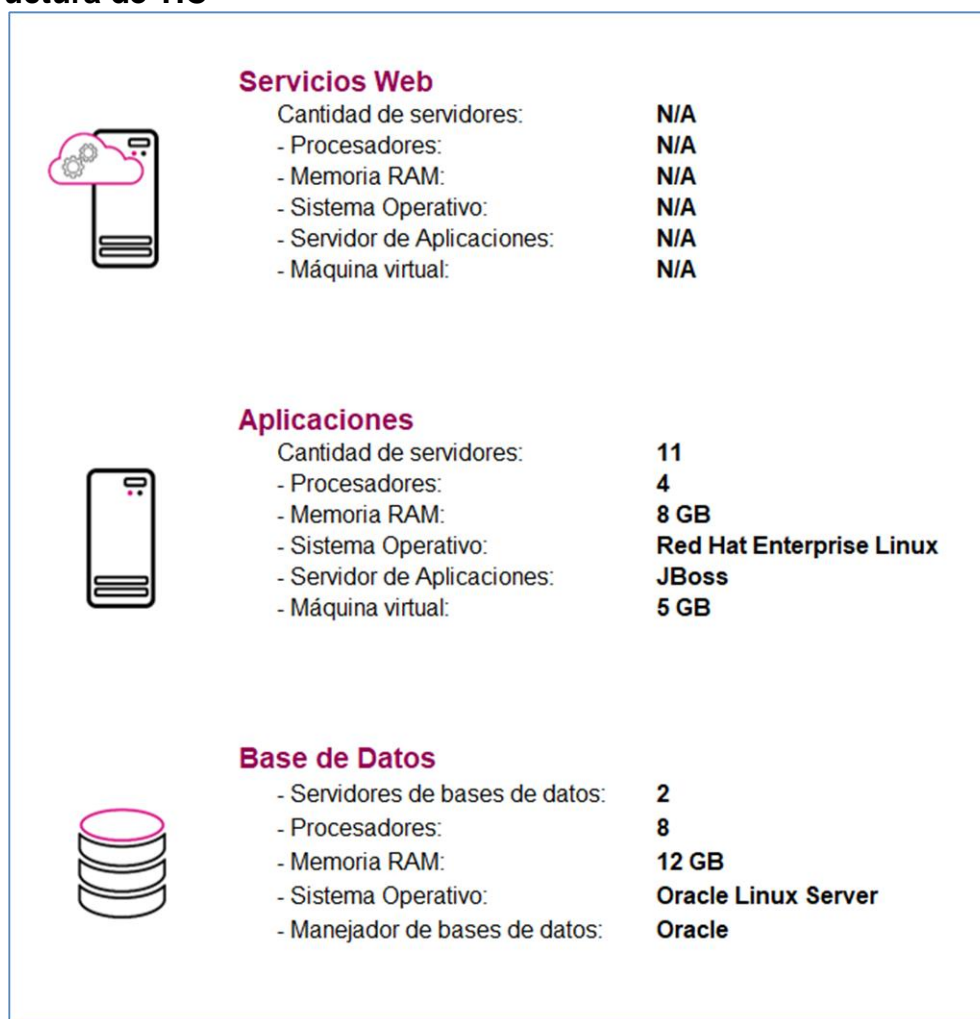 Servicios Web
Cantidad de servidores: N/A
- Procesadores: N/A
- Memoria RAM: N/A
- Sistema Operativo: N/A
- Servidor de Aplicaciones: N/A
- Máquina virtual: N/A
Aplicaciones
Cantidad de servidores: 11
- Procesadores: 4
- Memoria RAM: 8 GB
- Sistema Operativo: Red Hat Enterprise Linux
- Servidor de Aplicaciones: JBoss
- Máquina virtual: 5 GB
Base de Datos
- Servidores de bases de datos: 2
- Procesadores: 8
- Memoria RAM: 12 GB
- Sistema Operativo: Oracle Linux Server
- Manejador de bases de datos: Oracle